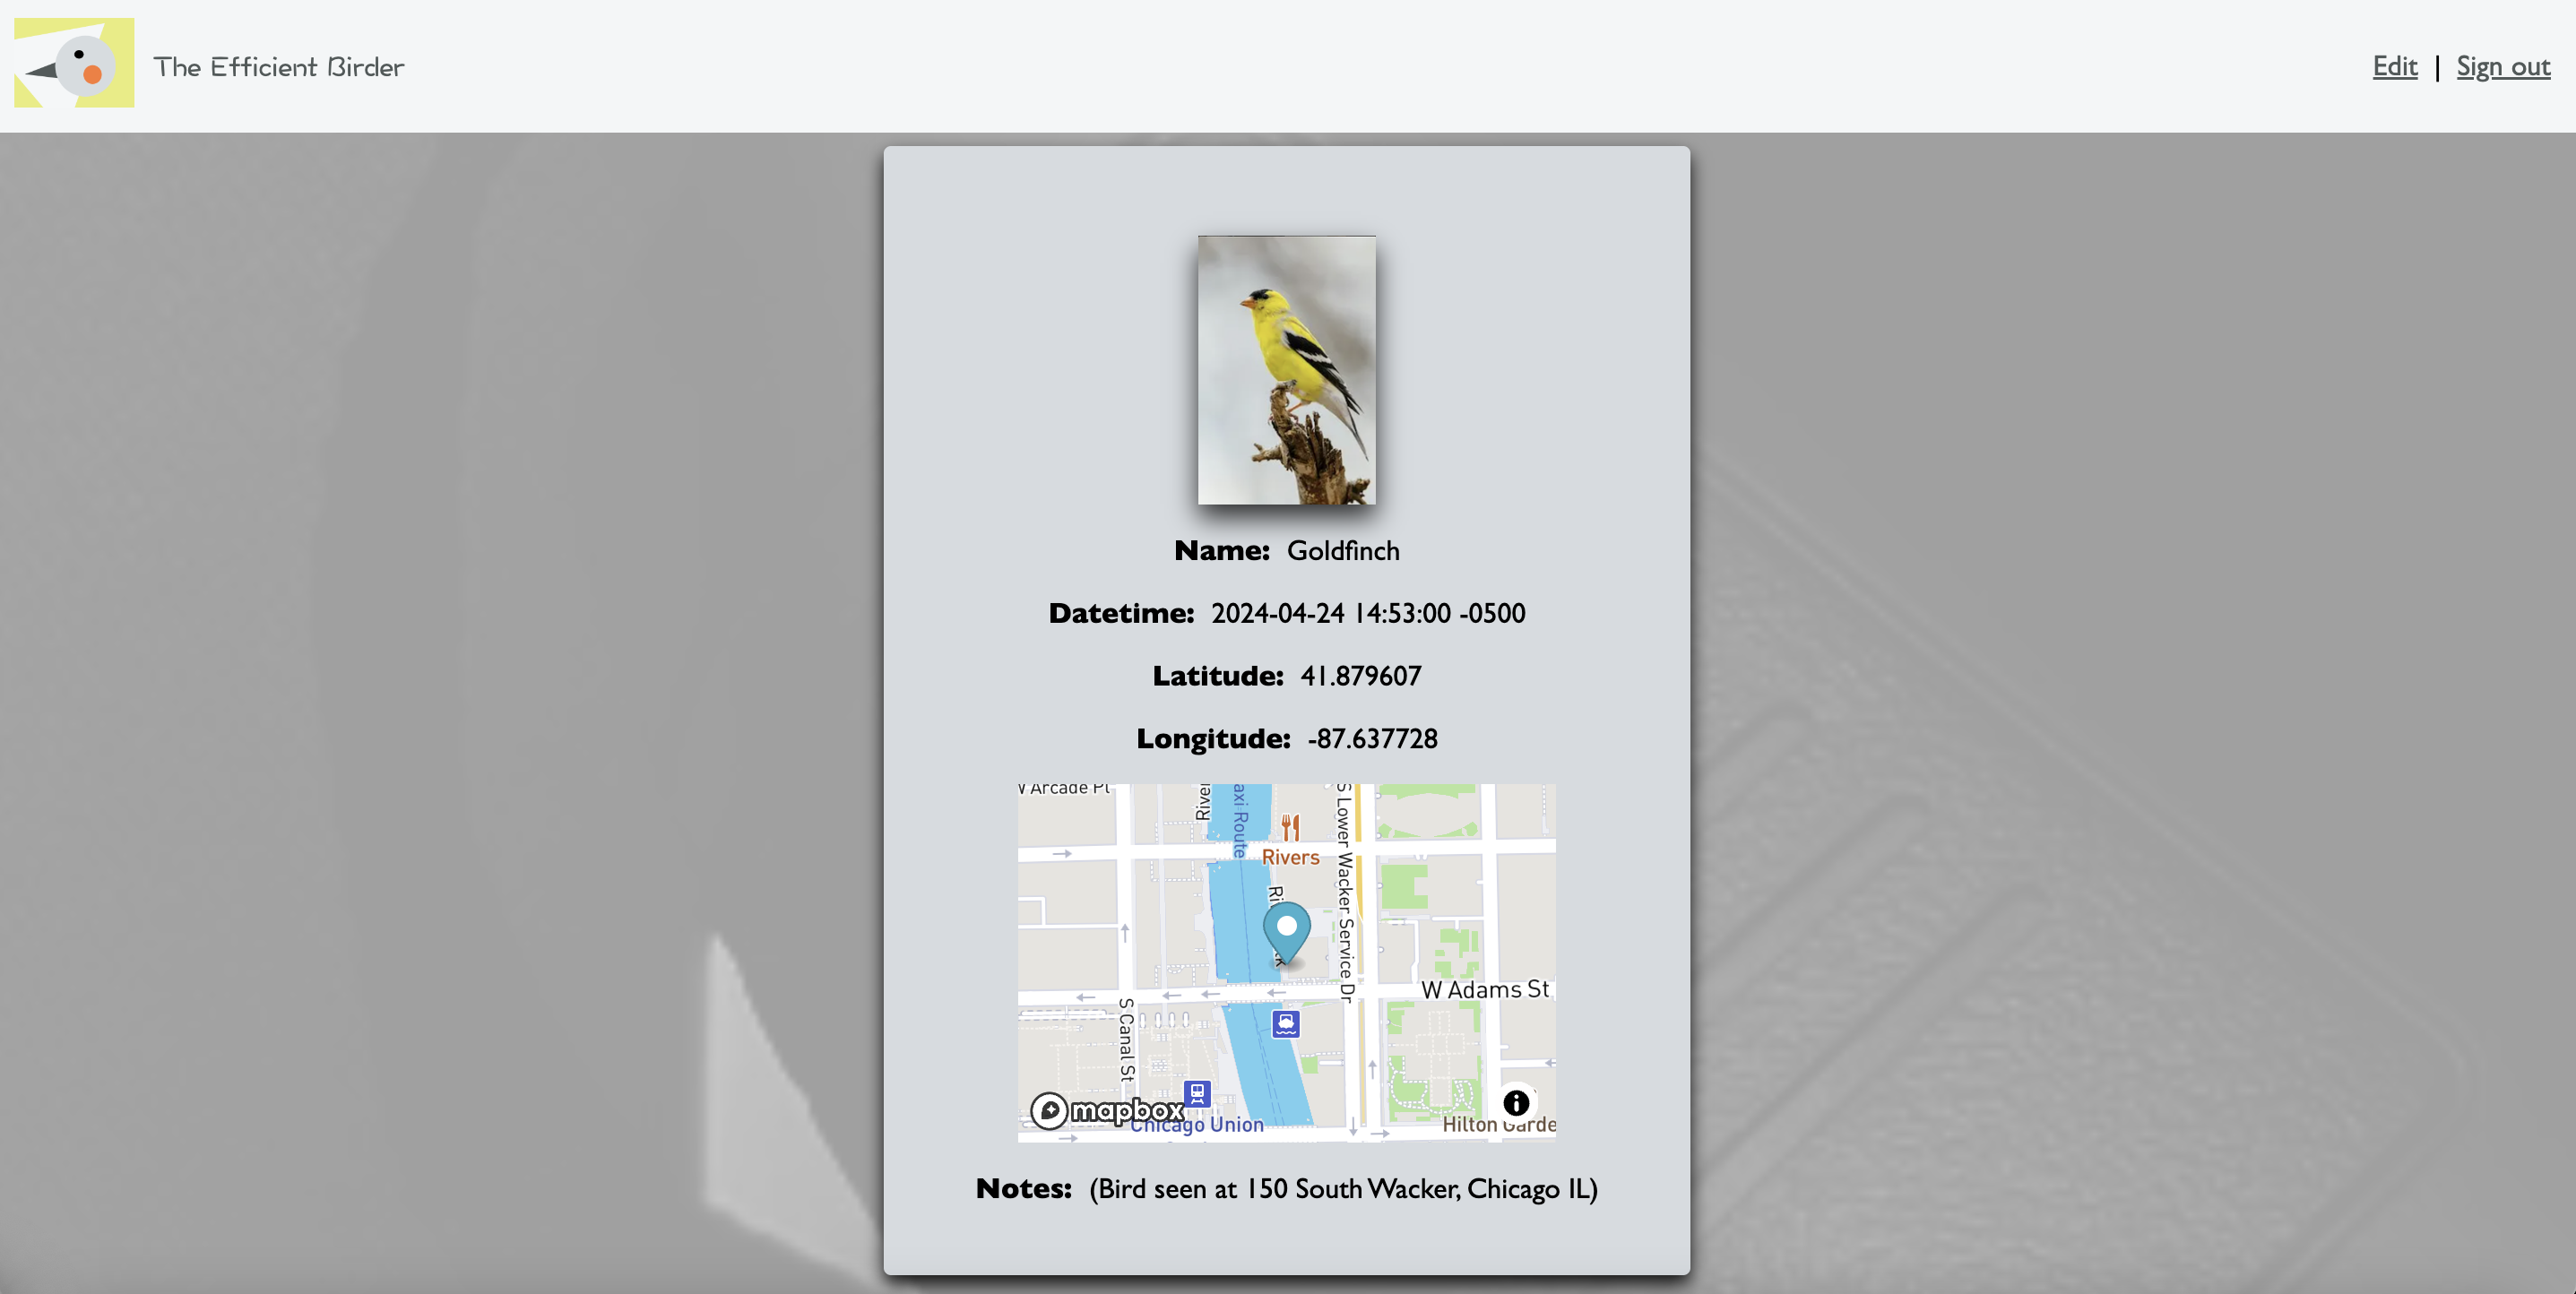 The Efficient Birder
Edit | Sign out
Name: Goldfinch
Datetime: 2024-04-24 14:53:00 -0500
Latitude: 41.879607
Longitude: -87.637728
W Arcade Pl
axi Route
S Lower Wacker Service Dr
Rivers
W Adams St
S Canal St
mapbox
Chicago Union
Hilton Garde
Notes: (Bird seen at 150 South Wacker, Chicago IL)